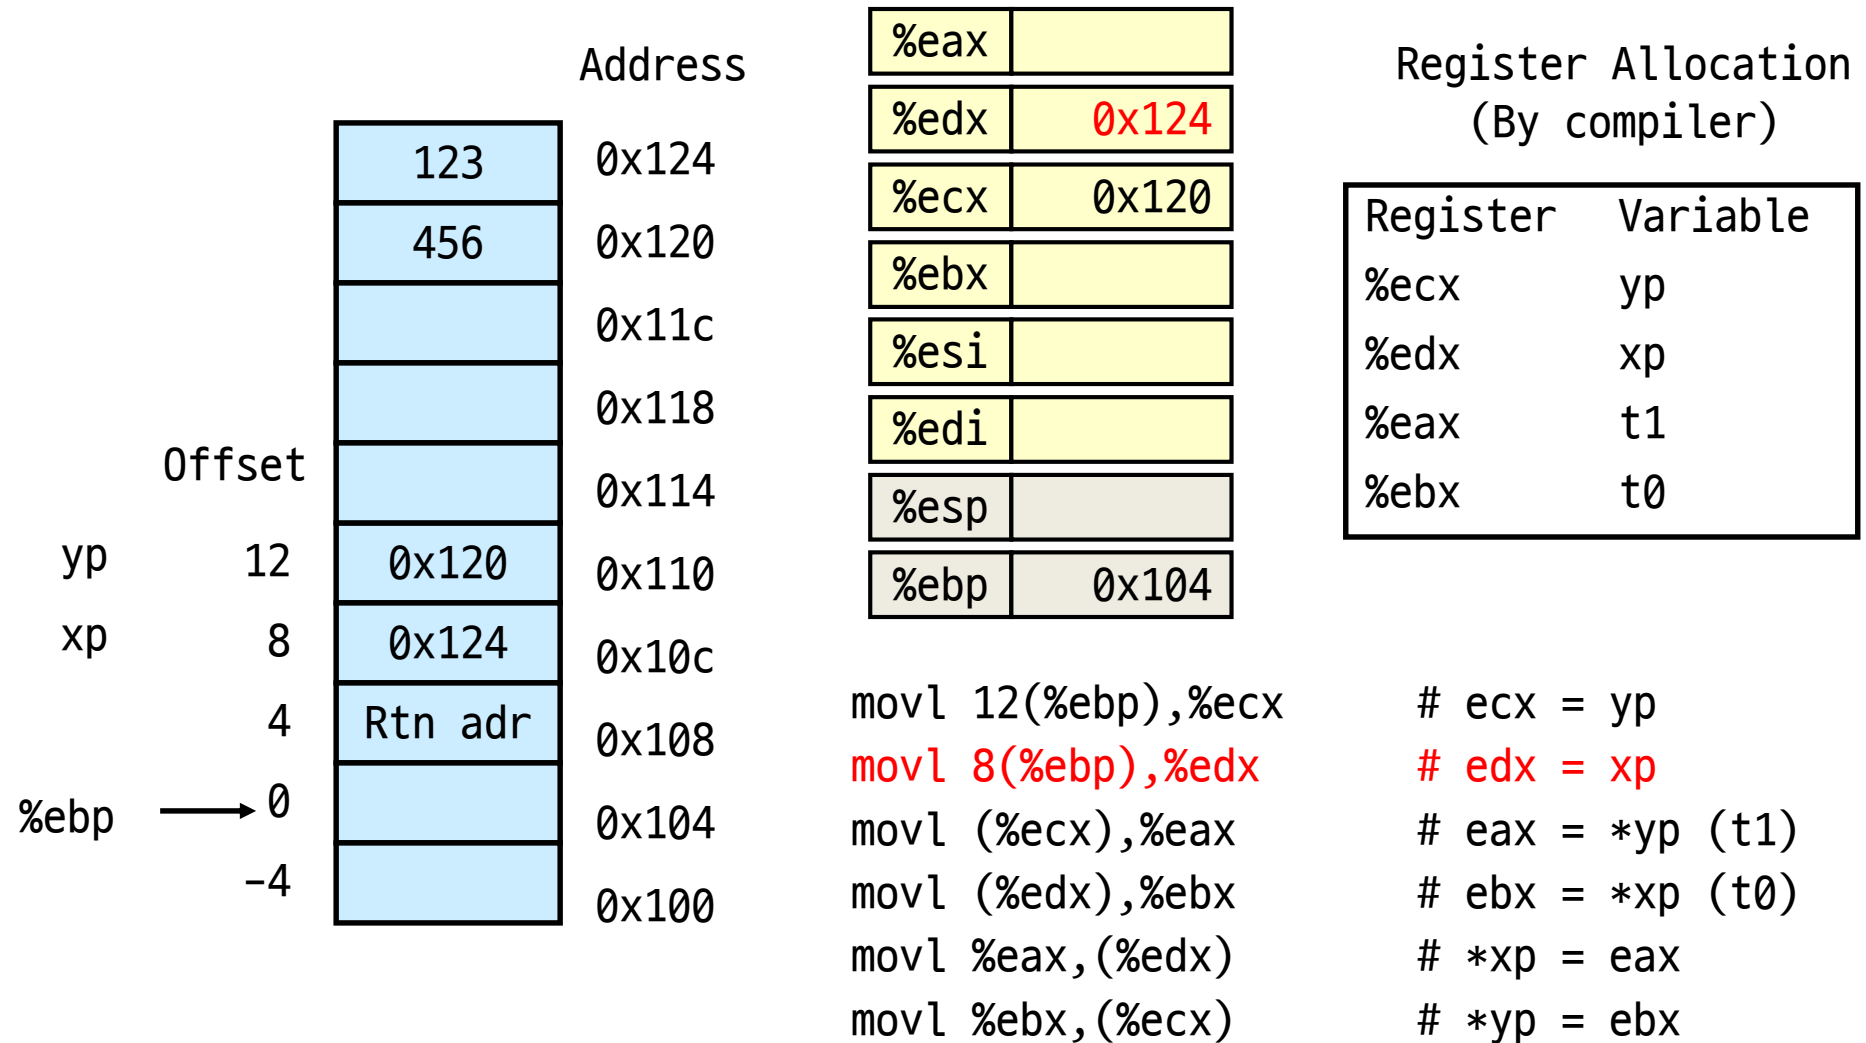 Address
123 0x124
456 0x120
0x11c
0x118
Offset
0x114
yp 12 0x120 0x110
xp 8 0x124 0x10c
4 Rtn adr 0x108
%ebp 0 0x104
-4 0x100
%eax
%edx 0x124
%ecx 0x120
%ebx
%esi
%edi
%esp
%ebp 0x104
Register Allocation
(By compiler)
Register Variable
%ecx yp
%edx xp
%eax t1
%ebx t0
movl 12(%ebp),%ecx # ecx = yp
movl 8(%ebp),%edx # edx = xp
movl (%ecx),%eax # eax = *yp (t1)
movl (%edx),%ebx # ebx = *xp (t0)
movl %eax,(%edx) # *xp = eax
movl %ebx,(%ecx) # *yp = ebx